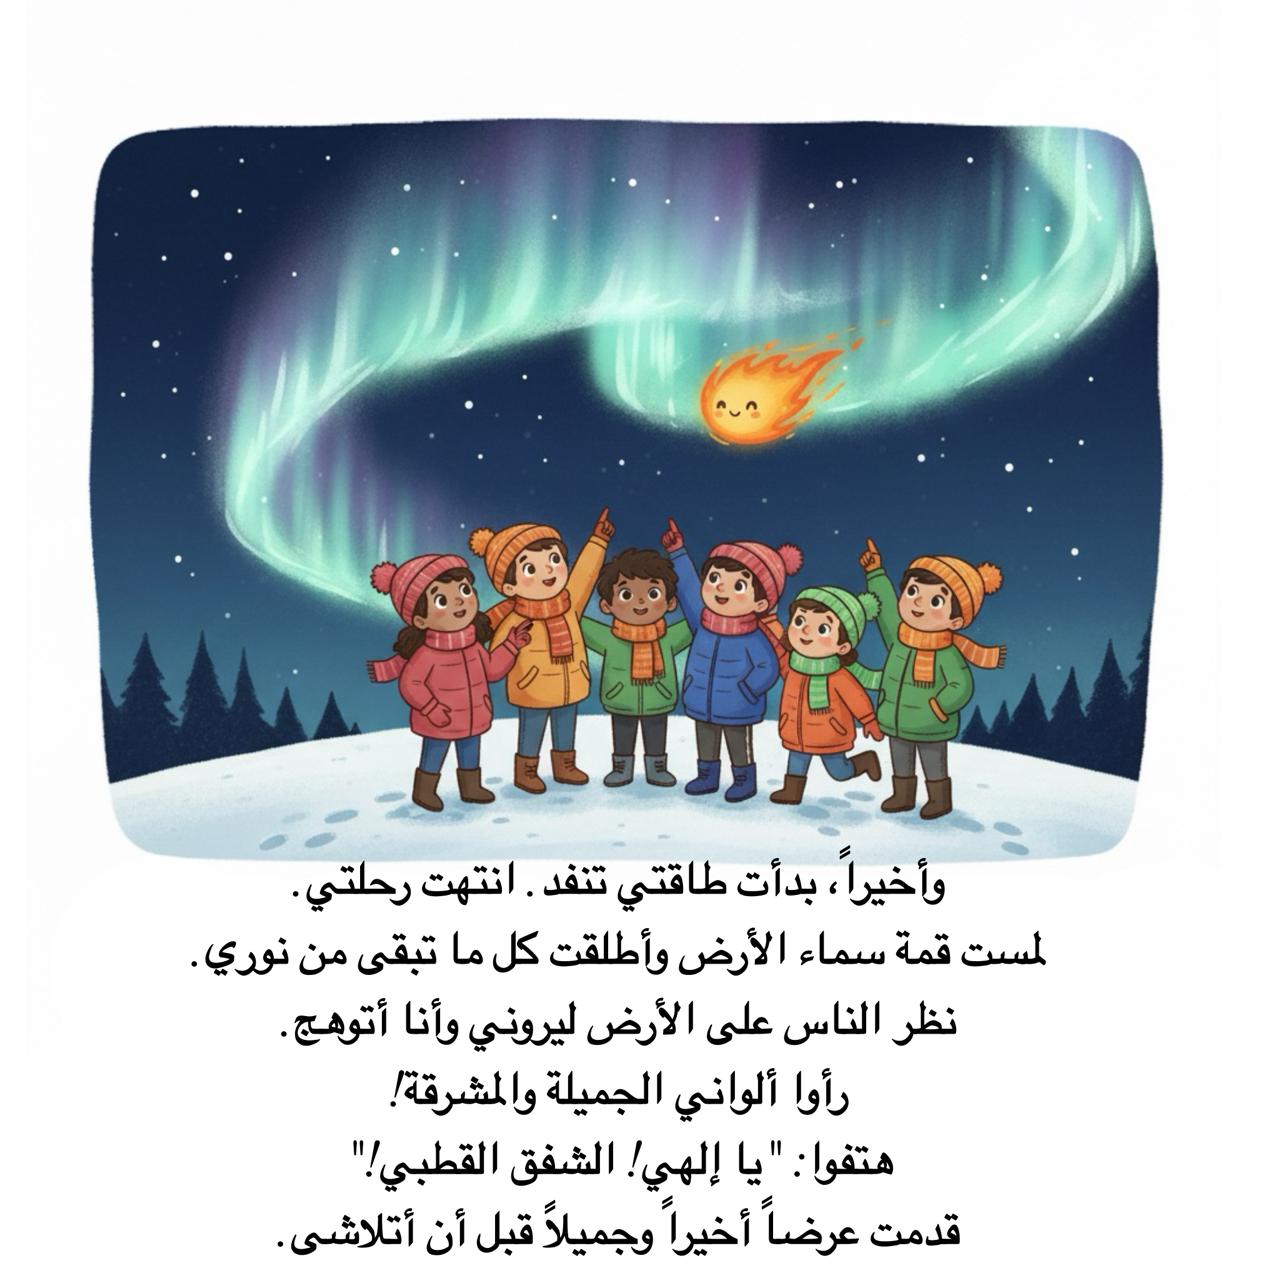 وأخيراً، بدأت طاقتي تنفد. انتهت رحلتي.
لمست قمة سماء الأرض وأطلقت كل ما تبقى من نوري.
نظر الناس على الأرض ليروني وأنا أتوهج.
رأوا ألواني الجميلة والمشرقة!
هتفوا: "يا إلهي! الشفق القطبي!"
قدمت عرضاً أخيراً وجميلاً قبل أن أتلاشى.